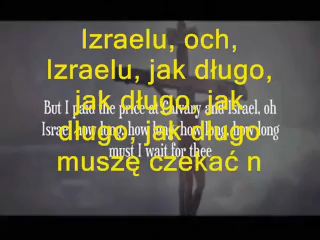 Izraelu, och,
Izraelu, jak długo,
jak długo, jak
długo, jak długo
muszę czekać n
But I paid the price at Calvary and Israel, oh
Israel, how long, how long, how long, how long
must I wait for thee